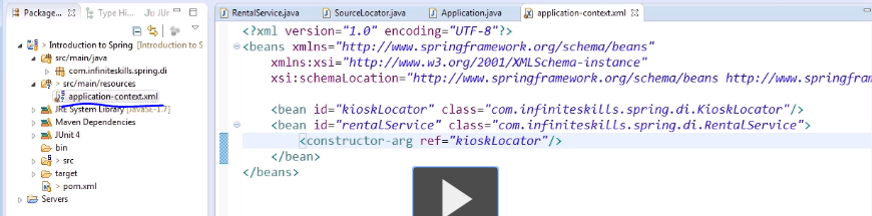 Package...
Type Hi...
JUnit
RentalService.java
SourceLocator.java
Application.java
application-context.xml
Introduction to Spring [Introduction to S
src/main/java
com.infiniteskills.spring.di
> src/main/resources
application-context.xml
JRE System Library [JavaSE-1.7]
Maven Dependencies
JUnit 4
bin
> src
target
> pom.xml
Servers
<?xml version="1.0" encoding="UTF-8"?>
<beans xmlns="http://www.springframework.org/schema/beans"
xmlns:xsi="http://www.w3.org/2001/XMLSchema-instance"
xsi:schemaLocation="http://www.springframework.org/schema/beans http://www.springfram
<bean id="kioskLocator" class="com.infiniteskills.spring.di.KioskLocator"/>
<bean id="rentalService" class="com.infiniteskills.spring.di.RentalService">
<constructor-arg ref="kioskLocator"/>
</bean>
</beans>